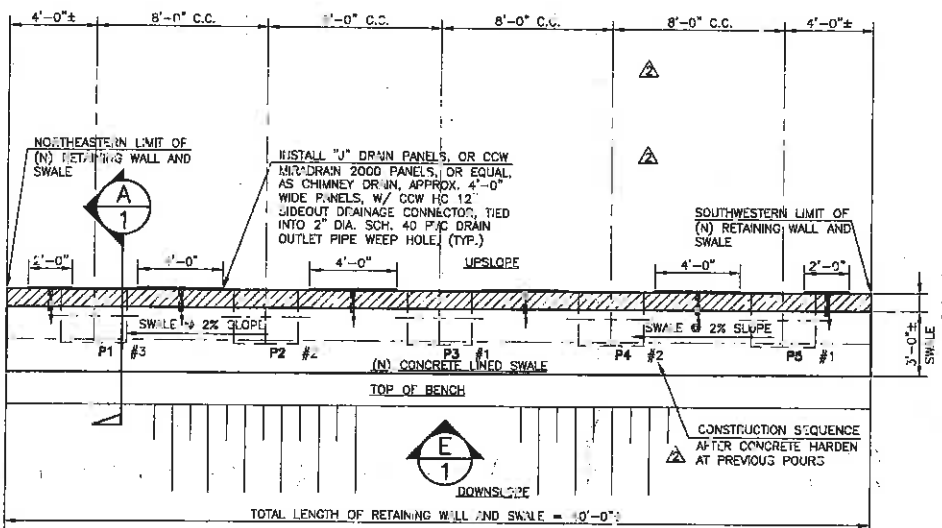 4'-0"± 8'-0" C.C. 8'-0" C.C. 8'-0" C.C. 4'-0"±
2
2
NORTHEASTERN LIMIT OF
(N) RETAINING WALL AND
SWALE
INSTALL "J" DRAIN PANELS, OR CCW
MIRADRAIN 2000 PANELS, OR EQUAL,
AS CHIMNEY DRAIN, APPROX. 4'-0"
WIDE PANELS, W/ CCW HC 12"
SIDEOUT DRAINAGE CONNECTOR, TIED
INTO 2" DIA. SCH. 40 PVC DRAIN
OUTLET PIPE WEEP HOLE, (TYP.)
A
1
SOUTHWESTERN LIMIT OF
(N) RETAINING WALL AND
SWALE
2'-0" 4'-0" 4'-0" UPSLOPE 4'-0" 2'-0"
SWALE @ 2% SLOPE SWALE @ 2% SLOPE
P1 #3 P2 #2 P3 #1 P4 #2 P5 #1
3'-0"±
SWALE
(N) CONCRETE LINED SWALE
TOP OF BENCH
CONSTRUCTION SEQUENCE
AFTER CONCRETE HARDEN
AT PREVIOUS POURS
2
E
1
DOWNSLOPE
TOTAL LENGTH OF RETAINING WALL AND SWALE =